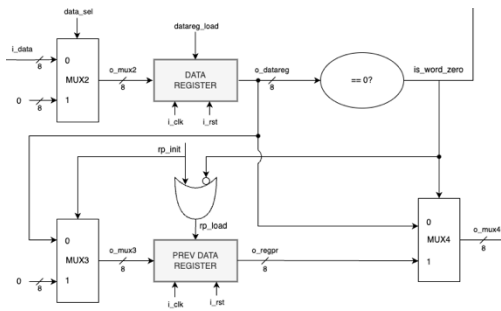 data_sel
datareg_load
i_data
0
8
MUX2
o_mux2
8
DATA
REGISTER
o_datareg
8
== 0?
is_word_zero
0
8
1
i_clk
i_rst
rp_init
rp_load
0
MUX3
1
0
8
o_mux3
8
PREV DATA
REGISTER
o_regpr
8
i_clk
i_rst
0
MUX4
1
o_mux4
8